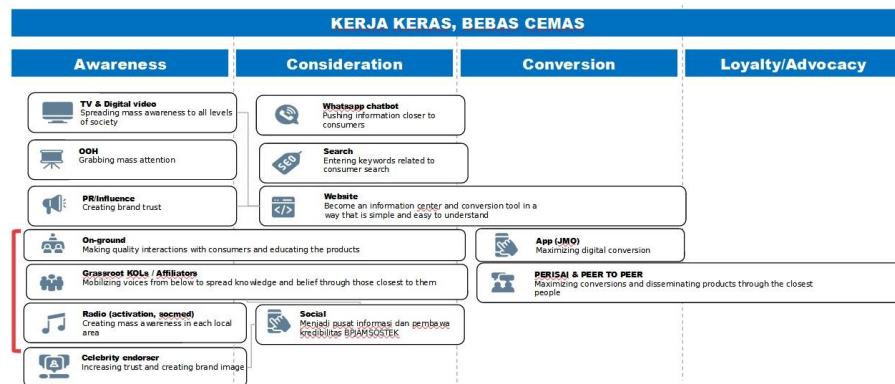 KERJA KERAS, BEBAS CEMAS
Awareness
Consideration
Conversion
Loyalty/Advocacy
TV & Digital video
Spreading mass awareness to all levels
of society
OOH
Grabbing mass attention
PR/Influence
Creating brand trust
On-ground
Making quality interactions with consumers and educating the products
Grassroot KOLs / Affiliators
Mobilizing voices from below to spread knowledge and belief through those closest to them
Radio (activation, socmed)
Creating mass awareness in each local
area
Celebrity endorser
Increasing trust and creating brand image
Whatsapp chatbot
Pushing information closer to
consumers
SEO
Search
Entering keywords related to
consumer search
</>
Website
Become an information center and conversion tool in a
way that is simple and easy to understand
Social
Menjadi pusat informasi dan pembawa
kredibilitas BPJAMSOSTEK
App (JMO)
Maximizing digital conversion
PERISAI & PEER TO PEER
Maximizing conversions and disseminating products through the closest
people